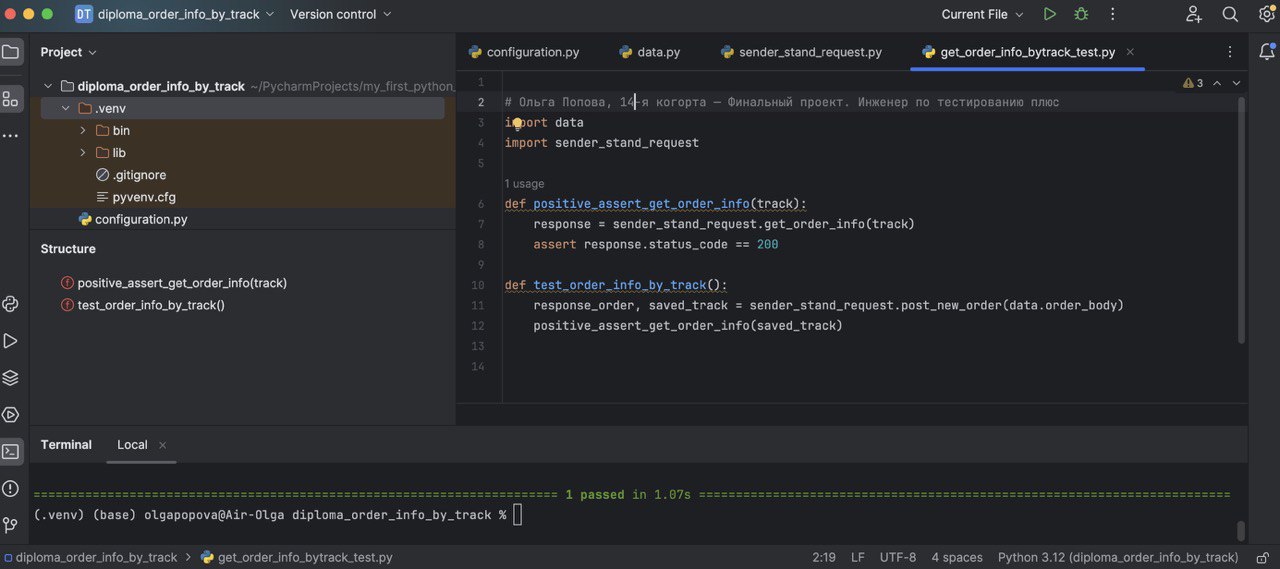 DT diploma_order_info_by_track Version control Current File
Project
diploma_order_info_by_track ~/PycharmProjects/my_first_python_
.venv
bin
lib
.gitignore
pyvenv.cfg
configuration.py
Structure
positive_assert_get_order_info(track)
test_order_info_by_track()
configuration.py data.py sender_stand_request.py get_order_info_bytrack_test.py
3
1
2 # Ольга Попова, 14-я когорта — Финальный проект. Инженер по тестированию плюс
3 import data
4 import sender_stand_request
5
1 usage
6 def positive_assert_get_order_info(track):
7 response = sender_stand_request.get_order_info(track)
8 assert response.status_code == 200
9
10 def test_order_info_by_track():
11 response_order, saved_track = sender_stand_request.post_new_order(data.order_body)
12 positive_assert_get_order_info(saved_track)
13
14
Terminal Local
============================================================================ 1 passed in 1.07s ============================================================================
(.venv) (base) olgapopova@Air-Olga diploma_order_info_by_track %
diploma_order_info_by_track > get_order_info_bytrack_test.py 2:19 LF UTF-8 4 spaces Python 3.12 (diploma_order_info_by_track)